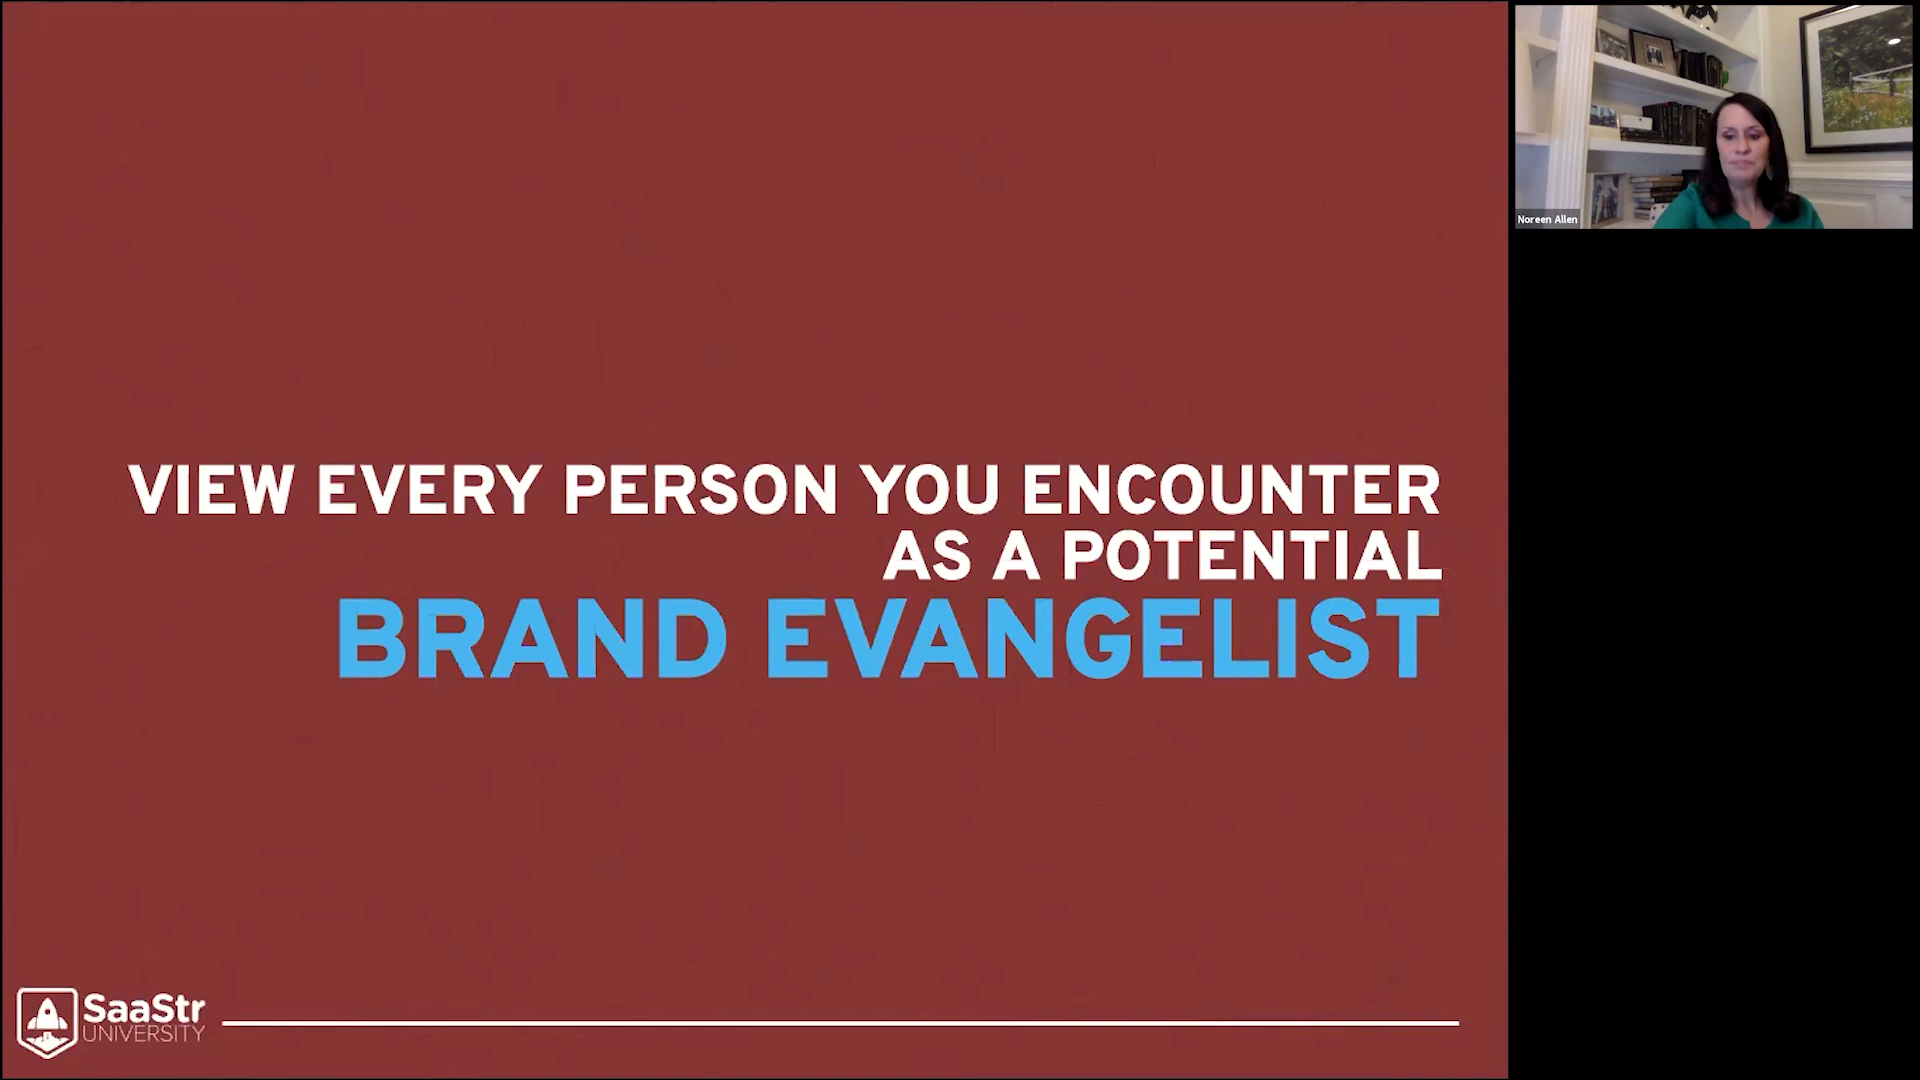 VIEW EVERY PERSON YOU ENCOUNTER
AS A POTENTIAL
BRAND EVANGELIST
SaaStr
UNIVERSITY
Noreen Allen